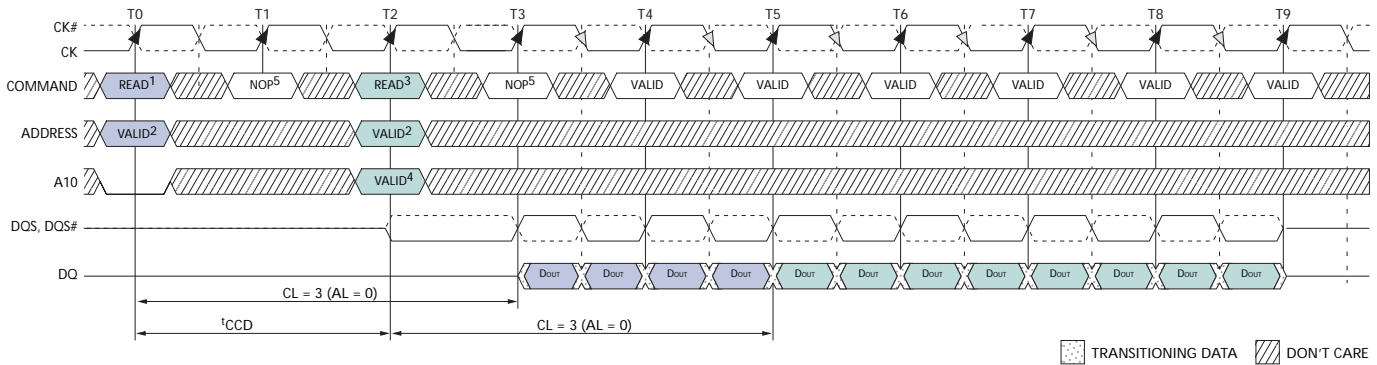 T0 T1 T2 T3 T4 T5 T6 T7 T8 T9
CK#
CK
COMMAND READ1 NOP5 READ3 NOP5 VALID VALID VALID VALID VALID VALID
ADDRESS VALID2 VALID2
A10 VALID4
DQS, DQS#
DQ DOUT DOUT DOUT DOUT DOUT DOUT DOUT DOUT DOUT DOUT DOUT DOUT
CL = 3 (AL = 0)
tCCD CL = 3 (AL = 0)
TRANSITIONING DATA DON'T CARE